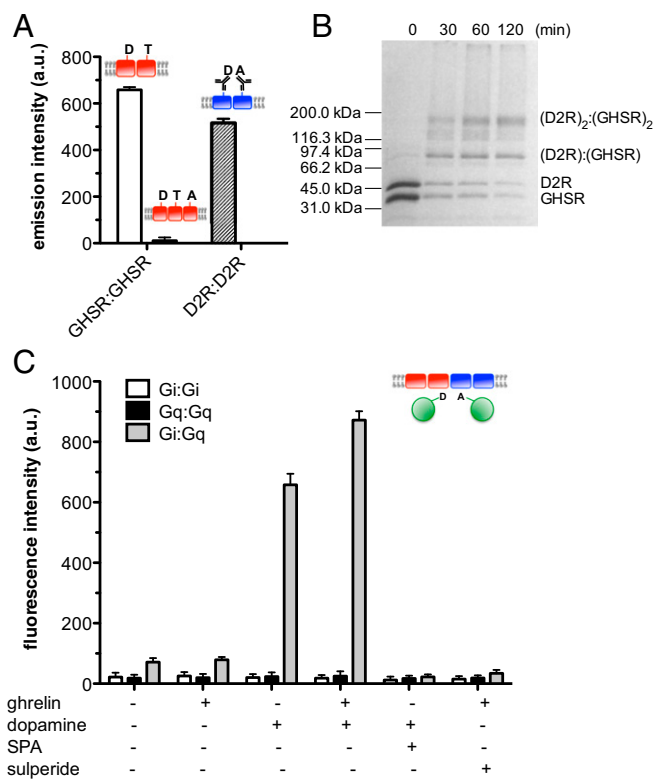 A
emission intensity (a.u.)
800
600
400
200
0
D T
D T A
D A
GHSR:GHSR
D2R:D2R
B
0 30 60 120 (min)
200.0 kDa
116.3 kDa
97.4 kDa
66.2 kDa
45.0 kDa
31.0 kDa
(D2R)2:(GHSR)2
(D2R):(GHSR)
D2R
GHSR
C
fluorescence intensity (a.u.)
1000
800
600
400
200
0
Gi:Gi
Gq:Gq
Gi:Gq
D A
ghrelin - + - + - +
dopamine - - + + + -
SPA - - - - + -
sulperide - - - - - +